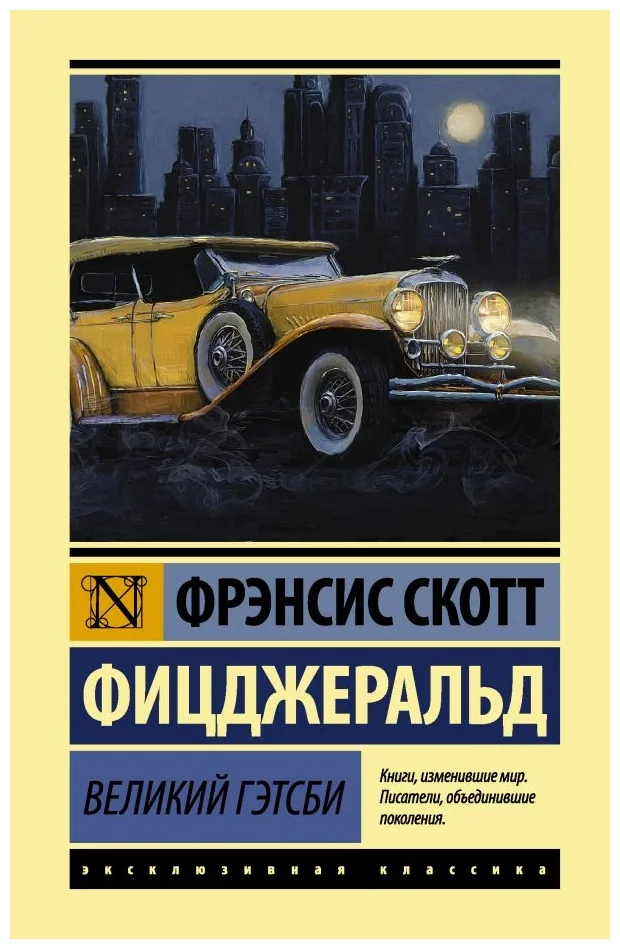 N
ФРЭНСИС СКОТТ
ФИЦДЖЕРАЛЬД
ВЕЛИКИЙ ГЭТСБИ
Книги, изменившие мир.
Писатели, объединившие
поколения.
эксклюзивная классика